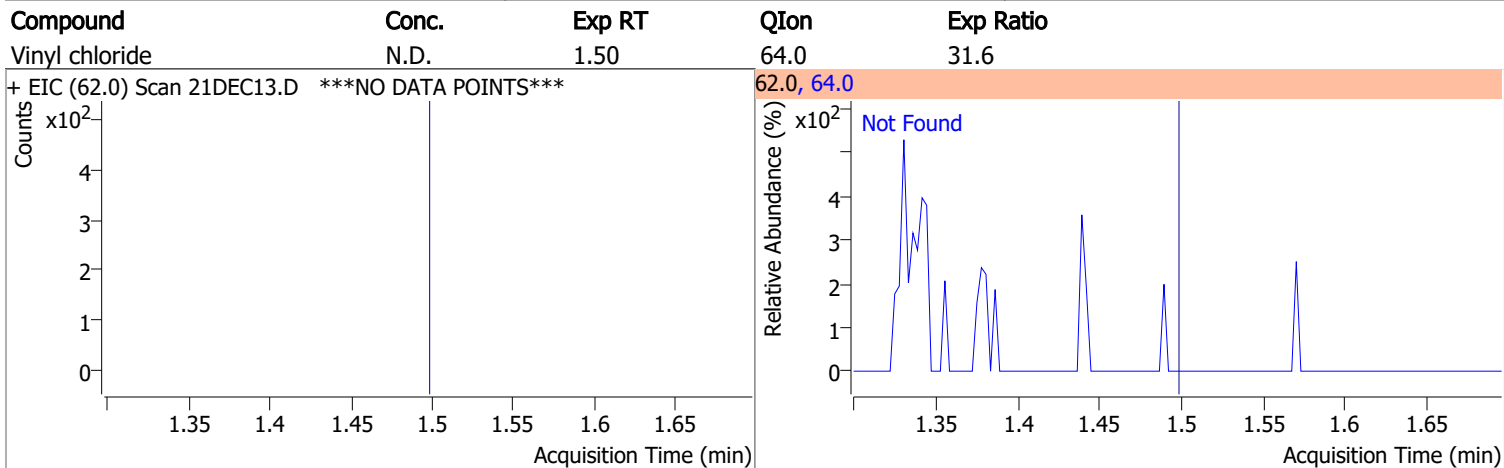 Compound Conc. Exp RT QIon Exp Ratio
Vinyl chloride N.D. 1.50 64.0 31.6
+ EIC (62.0) Scan 21DEC13.D ***NO DATA POINTS***
Counts
x10²
4
3
2
1
0
1.35 1.4 1.45 1.5 1.55 1.6 1.65
Acquisition Time (min)
62.0, 64.0
Relative Abundance (%)
x10²
Not Found
4
3
2
1
0
1.35 1.4 1.45 1.5 1.55 1.6 1.65
Acquisition Time (min)